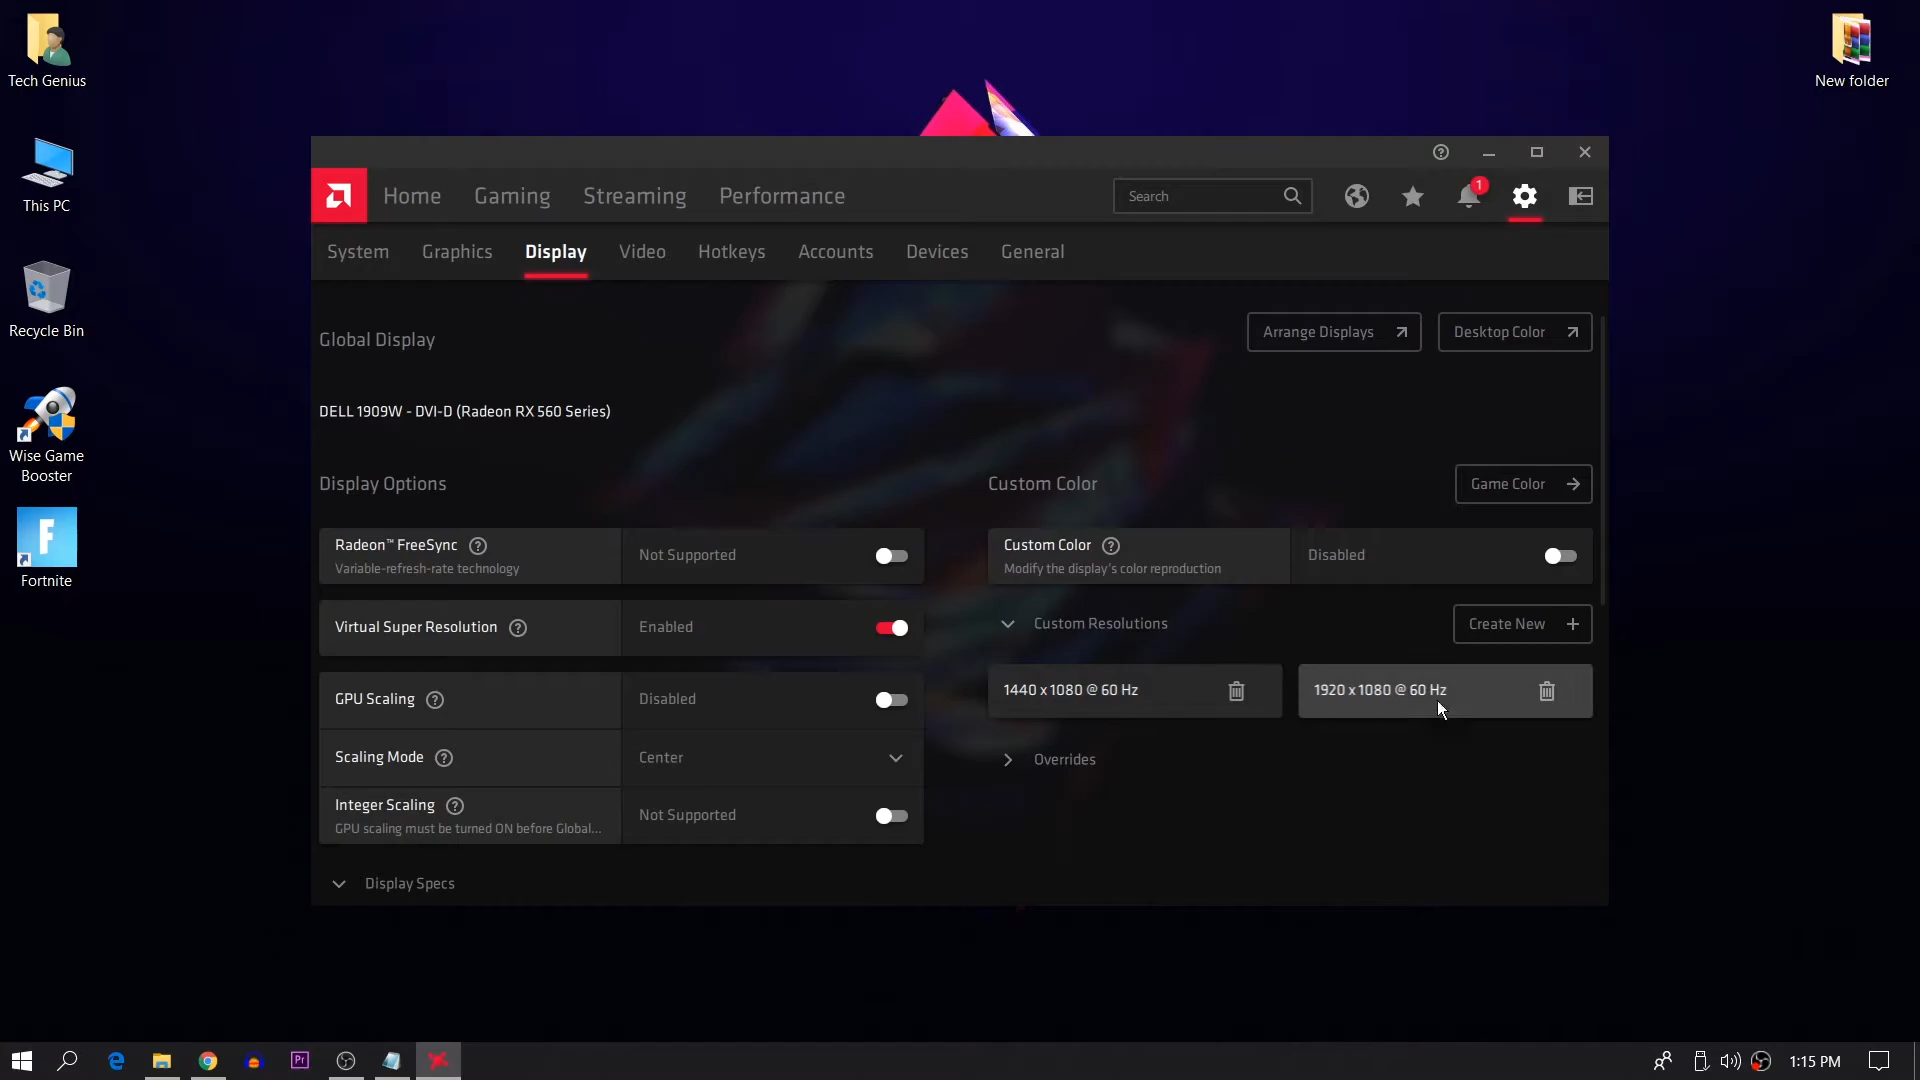 Tech Genius
New folder
This PC
Recycle Bin
Wise Game
Booster
Fortnite
Home Gaming Streaming Performance Search 1
System Graphics Display Video Hotkeys Accounts Devices General
Global Display Arrange Displays Desktop Color
DELL 1909W - DVI-D (Radeon RX 560 Series)
Display Options Custom Color Game Color
Radeon™ FreeSync
Variable-refresh-rate technology
Not Supported
Custom Color
Modify the display's color reproduction
Disabled
Virtual Super Resolution Enabled
Custom Resolutions Create New
GPU Scaling Disabled
1440 x 1080 @ 60 Hz 1920 x 1080 @ 60 Hz
Scaling Mode Center
Overrides
Integer Scaling
GPU scaling must be turned ON before Global...
Not Supported
Display Specs
Pr
1:15 PM